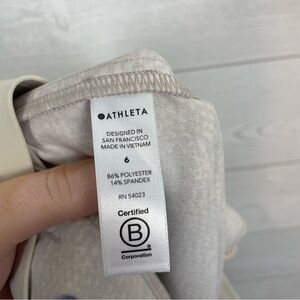 ATHLETA
DESIGNED IN
SAN FRANCISCO
MADE IN VIETNAM
6
86% POLYESTER
14% SPANDEX
RN 54023
Certified
B
Corporation